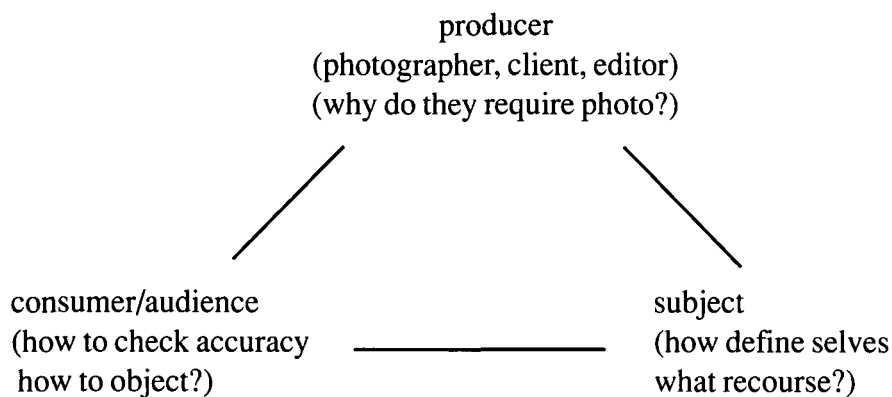 producer
(photographer, client, editor)
(why do they require photo?)
consumer/audience
(how to check accuracy
how to object?)
subject
(how define selves
what recourse?)